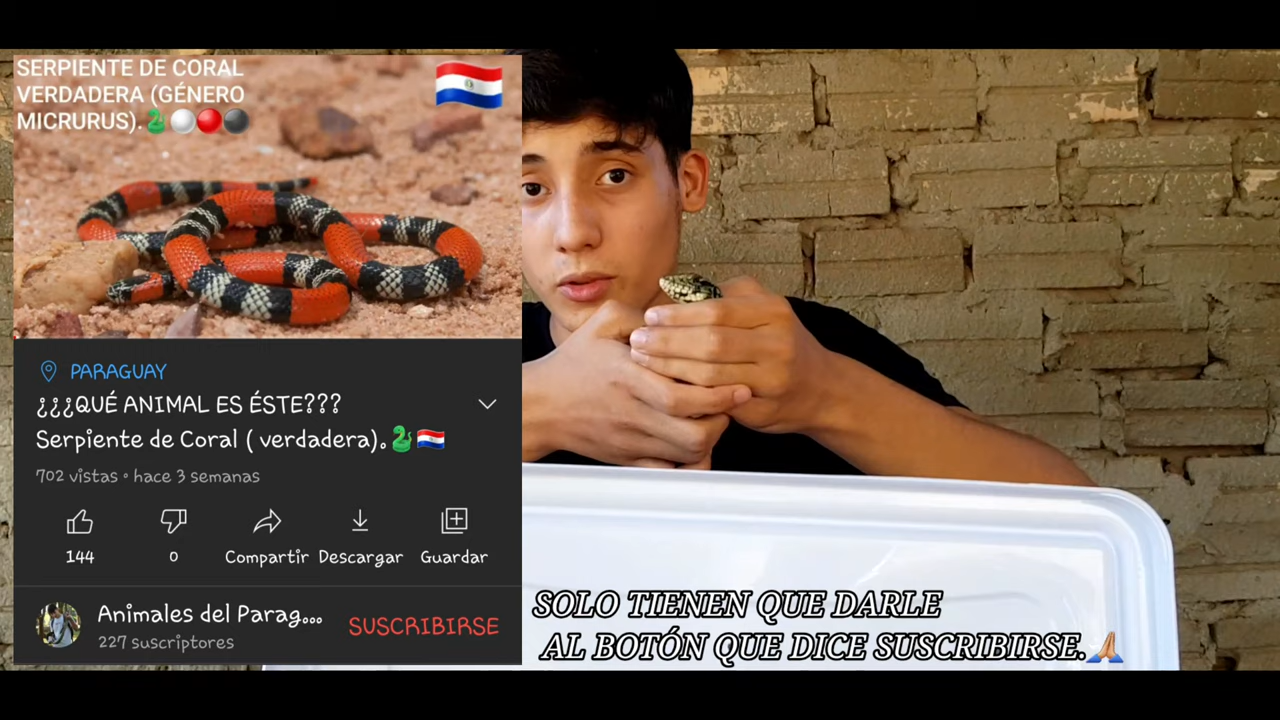 SERPIENTE DE CORAL
VERDADERA (GÉNERO
MICRURUS).
PARAGUAY
¿¿¿QUÉ ANIMAL ES ÉSTE???
Serpiente de Coral ( verdadera).
702 vistas • hace 3 semanas
144
0
Compartir
Descargar
Guardar
Animales del Parag...
SUSCRIBIRSE
227 suscriptores
SOLO TIENEN QUE DARLE
AL BOTÓN QUE DICE SUSCRIBIRSE.